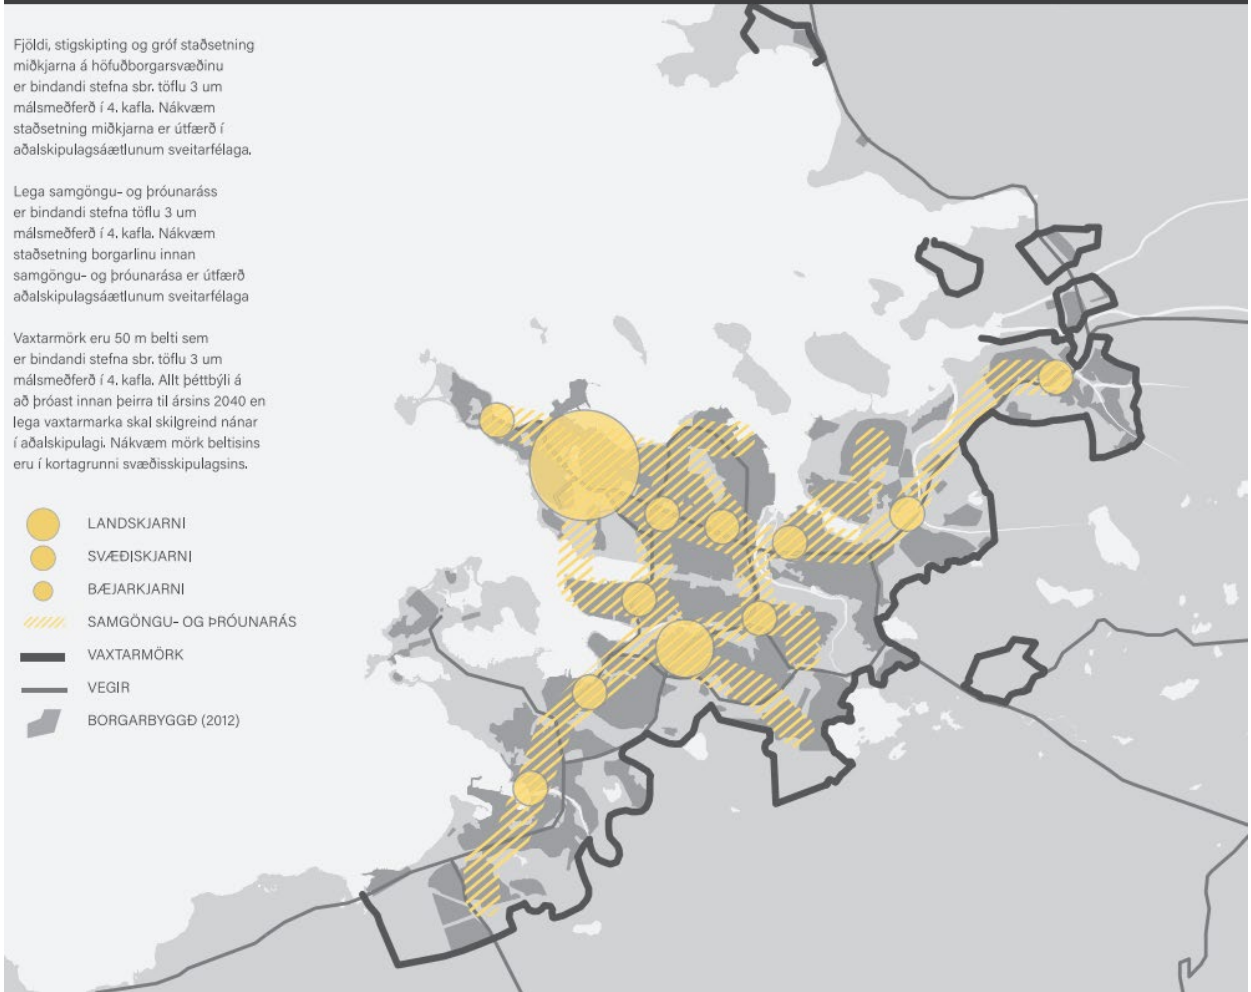 Fjöldi, stigskipting og gróf staðsetning
miðkjarna á höfuðborgarsvæðinu
er bindandi stefna sbr. töflu 3 um
málsmeðferð í 4. kafla. Nákvæm
staðsetning miðkjarna er útfærð í
aðalskipulagsáætlunum sveitarfélaga.
Lega samgöngu- og þróunaráss
er bindandi stefna töflu 3 um
málsmeðferð í 4. kafla. Nákvæm
staðsetning borgarlinu innan
samgöngu- og þróunarása er útfærð
aðalskipulagsáætlunum sveitarfélaga
Vaxtarmörk eru 50 m belti sem
er bindandi stefna sbr. töflu 3 um
málsmeðferð í 4. kafla. Allt þéttbýli á
að þróast innan þeirra til ársins 2040 en
lega vaxtarmarka skal skilgreind nánar
í aðalskipulagi. Nákvæm mörk beltisins
eru í kortagrunni svæðisskipulagsins.
LANDSKJARNI
SVÆÐISKJARNI
BÆJARKJARNI
SAMGÖNGU- OG ÞRÓUNARÁS
VAXTARMÖRK
VEGIR
BORGARBYGGÐ (2012)